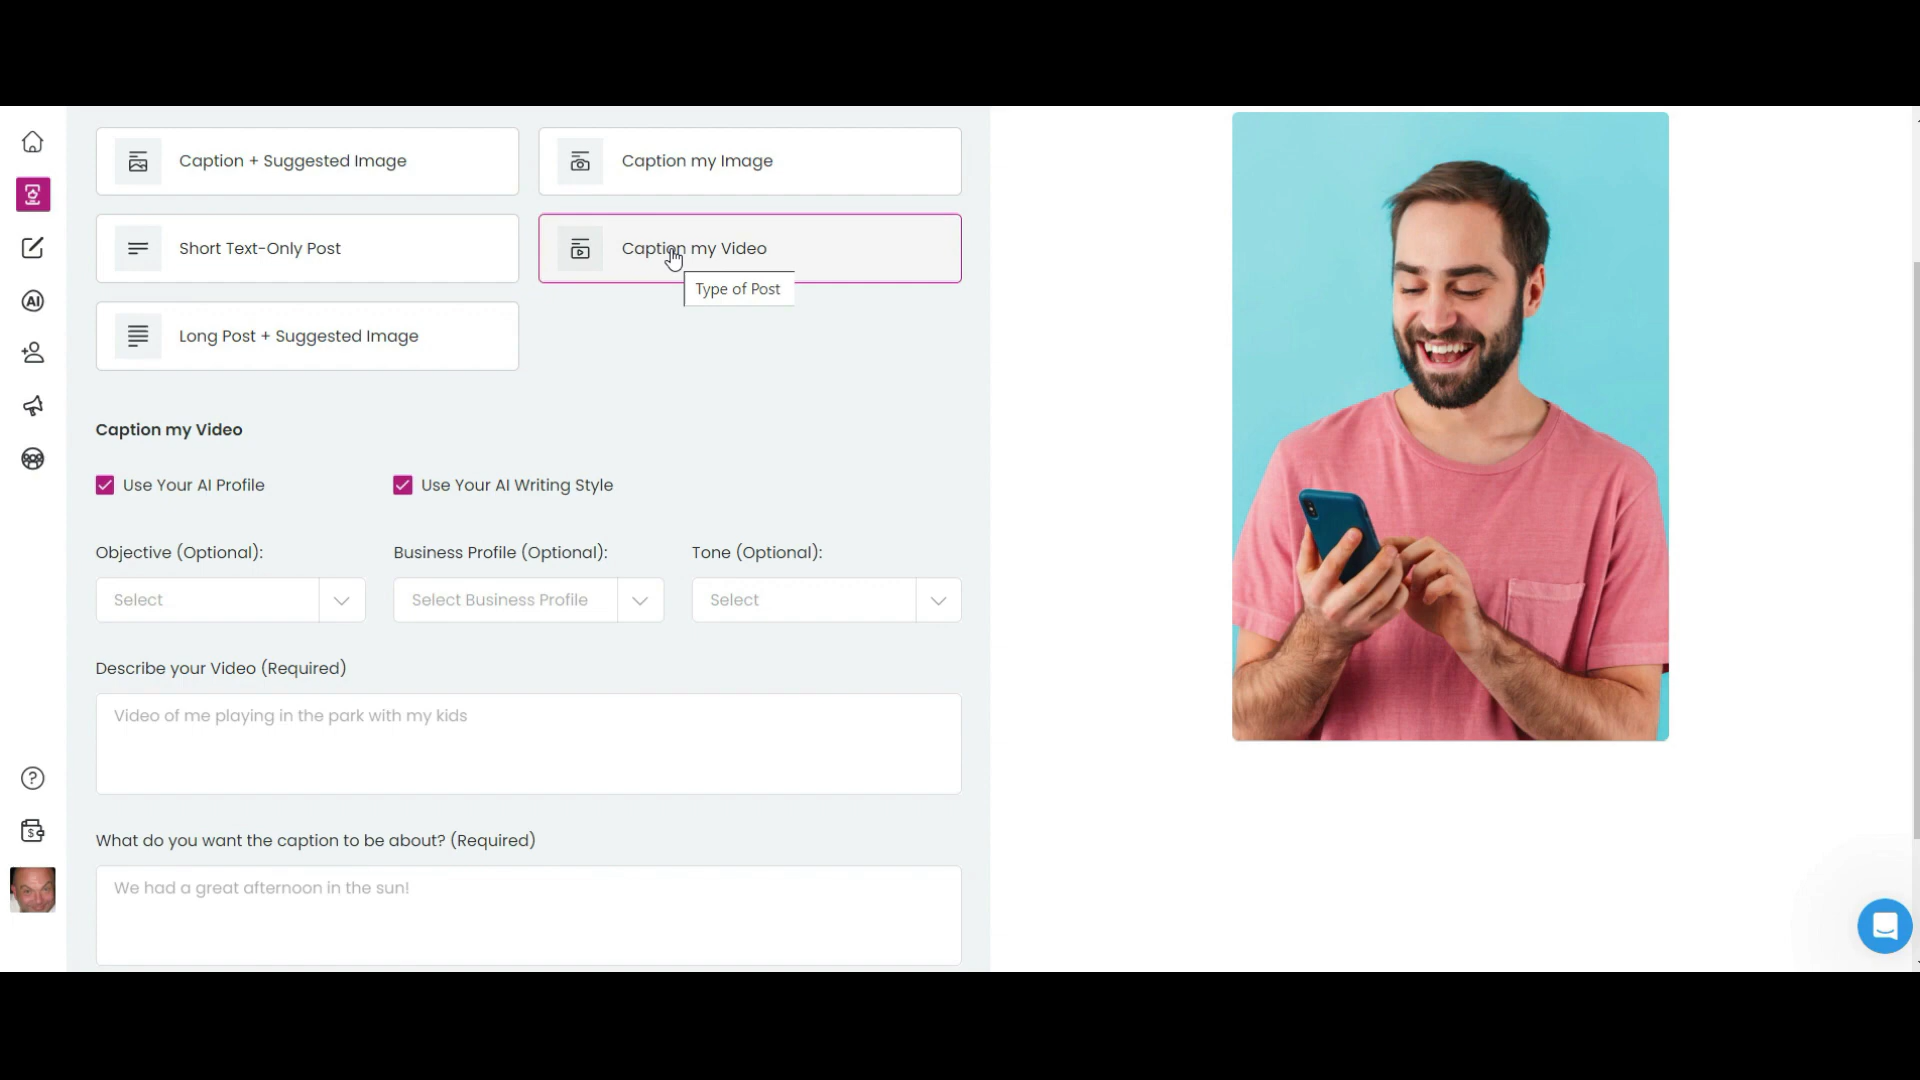 Caption + Suggested Image
Caption my Image
Short Text-Only Post
Caption my Video
Type of Post
Long Post + Suggested Image
Caption my Video
Use Your AI Profile
Use Your AI Writing Style
Objective (Optional):
Business Profile (Optional):
Tone (Optional):
Select
Select Business Profile
Select
Describe your Video (Required)
Video of me playing in the park with my kids
What do you want the caption to be about? (Required)
We had a great afternoon in the sun!
AI
?
$